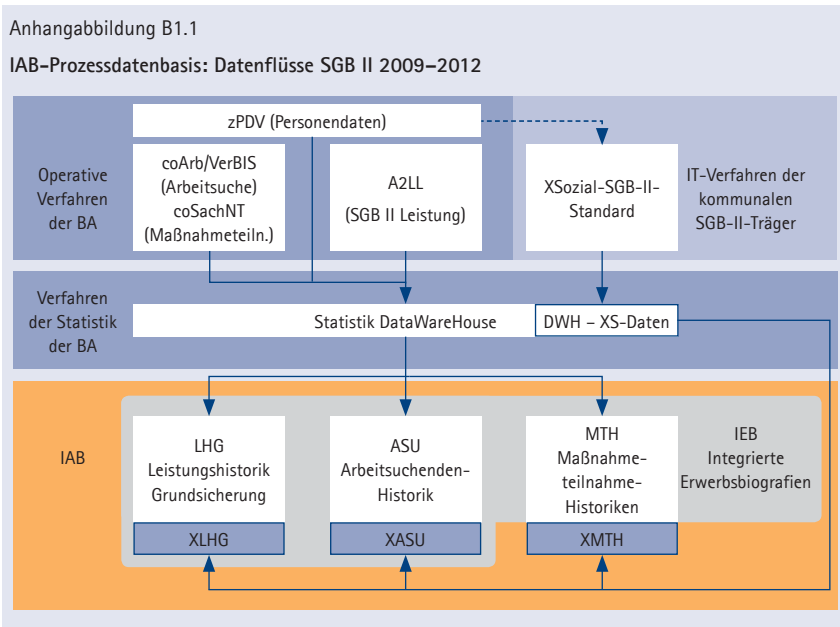 Anhangabbildung B1.1
IAB-Prozessdatenbasis: Datenflüsse SGB II 2009–2012
zPDV (Personendaten)
Operative
Verfahren
der BA
coArb/VerBIS
(Arbeitsuche)
coSachNT
(Maßnahmeteiln.)
A2LL
(SGB II Leistung)
XSozial-SGB-II-
Standard
IT-Verfahren der
kommunalen
SGB-II-Träger
Verfahren
der Statistik
der BA
Statistik DataWareHouse
DWH – XS-Daten
IAB
LHG
Leistungshistorik
Grundsicherung
XLHG
ASU
Arbeitsuchenden-
Historik
XASU
MTH
Maßnahme-
teilnahme-
Historiken
XMTH
IEB
Integrierte
Erwerbsbiografien